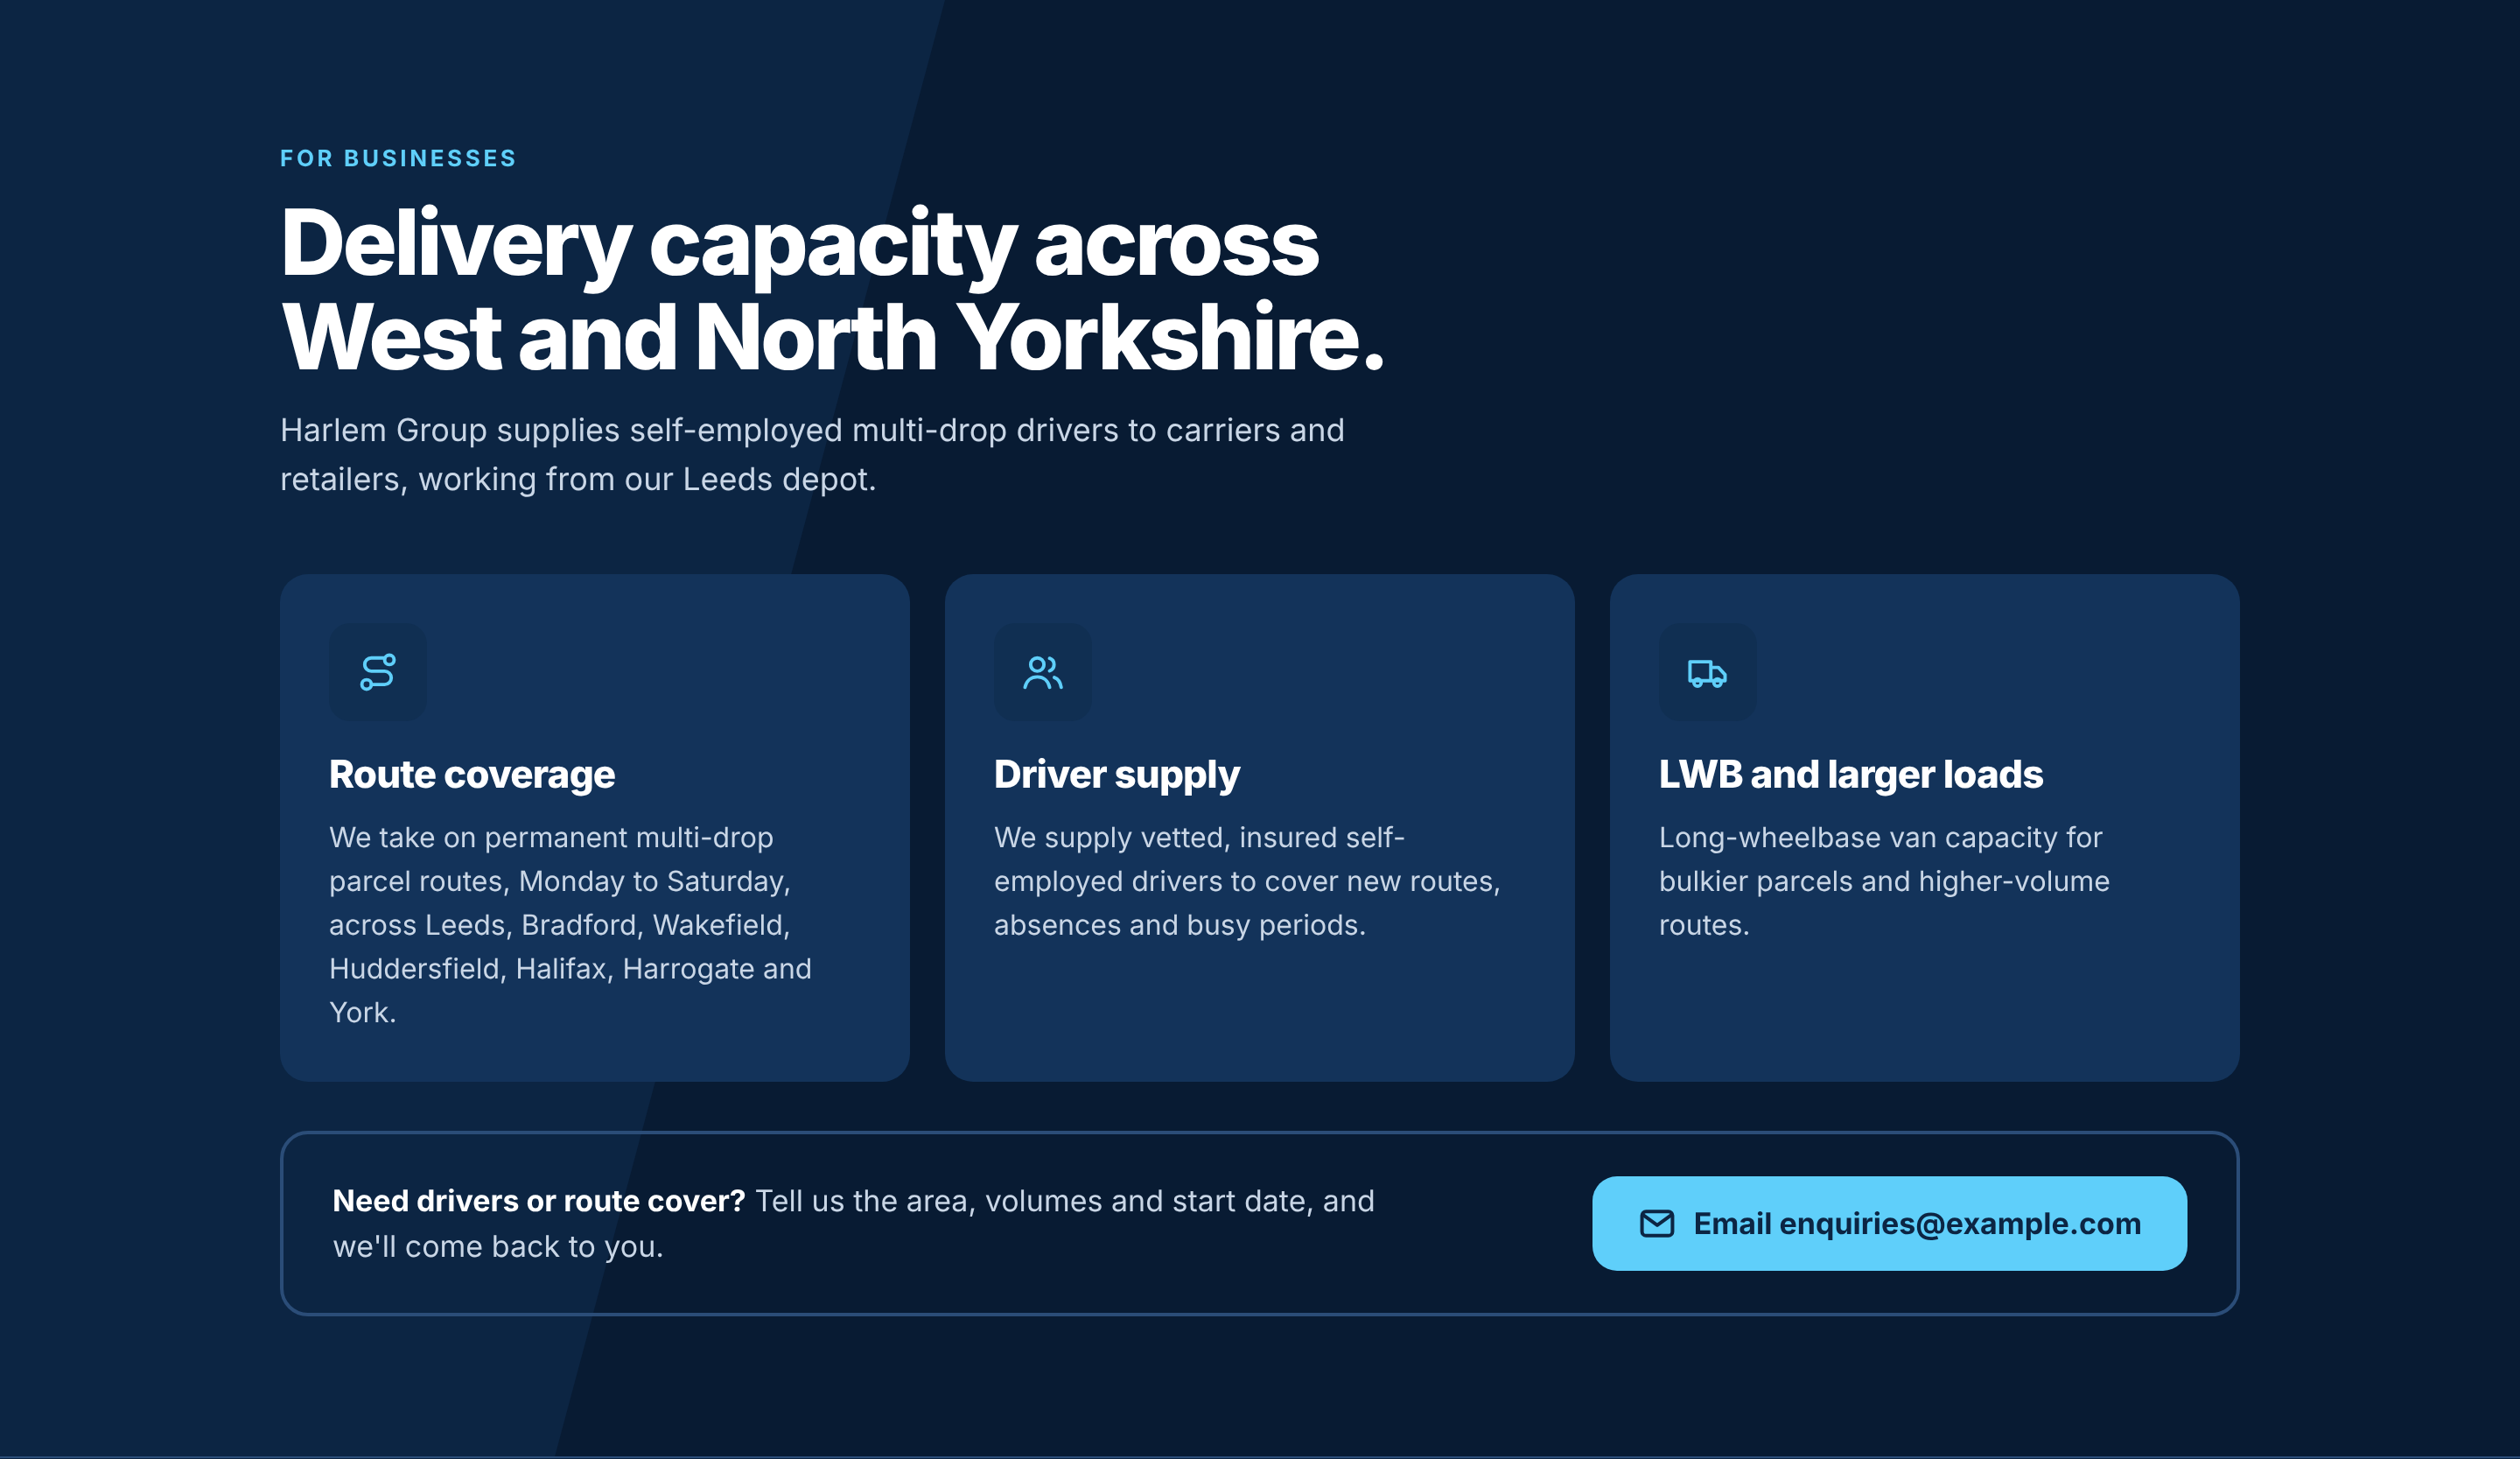 FOR BUSINESSES
Delivery capacity across
West and North Yorkshire.
Harlem Group supplies self-employed multi-drop drivers to carriers and
retailers, working from our Leeds depot.
Route coverage
We take on permanent multi-drop
parcel routes, Monday to Saturday,
across Leeds, Bradford, Wakefield,
Huddersfield, Halifax, Harrogate and
York.
Driver supply
We supply vetted, insured self-
employed drivers to cover new routes,
absences and busy periods.
LWB and larger loads
Long-wheelbase van capacity for
bulkier parcels and higher-volume
routes.
Need drivers or route cover? Tell us the area, volumes and start date, and
we'll come back to you.
Email enquiries@example.com